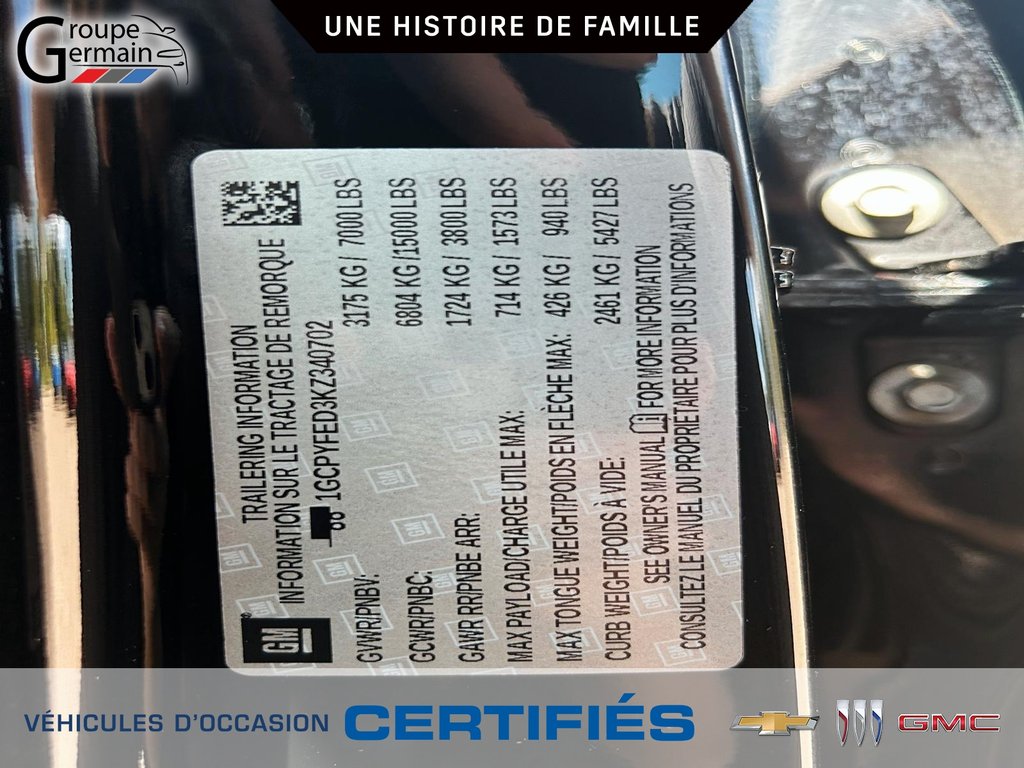 Groupe
Germain
UNE HISTOIRE DE FAMILLE
GM
TRAILERING INFORMATION
INFORMATION SUR LE TRACTAGE DE REMORQUE
1GCPYFED3KZ340702
GVWR/PNBV: 3175 KG / 7000 LBS
GCWR/PNBC: 6804 KG /15000 LBS
GAWR RR/PNBE ARR: 1724 KG / 3800 LBS
MAX PAYLOAD/CHARGE UTILE MAX: 714 KG / 1573 LBS
MAX TONGUE WEIGHT/POIDS EN FLÈCHE MAX: 426 KG / 940 LBS
CURB WEIGHT/POIDS À VIDE: 2461 KG / 5427 LBS
SEE OWNER'S MANUAL FOR MORE INFORMATION
CONSULTEZ LE MANUEL DU PROPRIÉTAIRE POUR PLUS D'INFORMATIONS
VÉHICULES D'OCCASION CERTIFIÉS
GMC